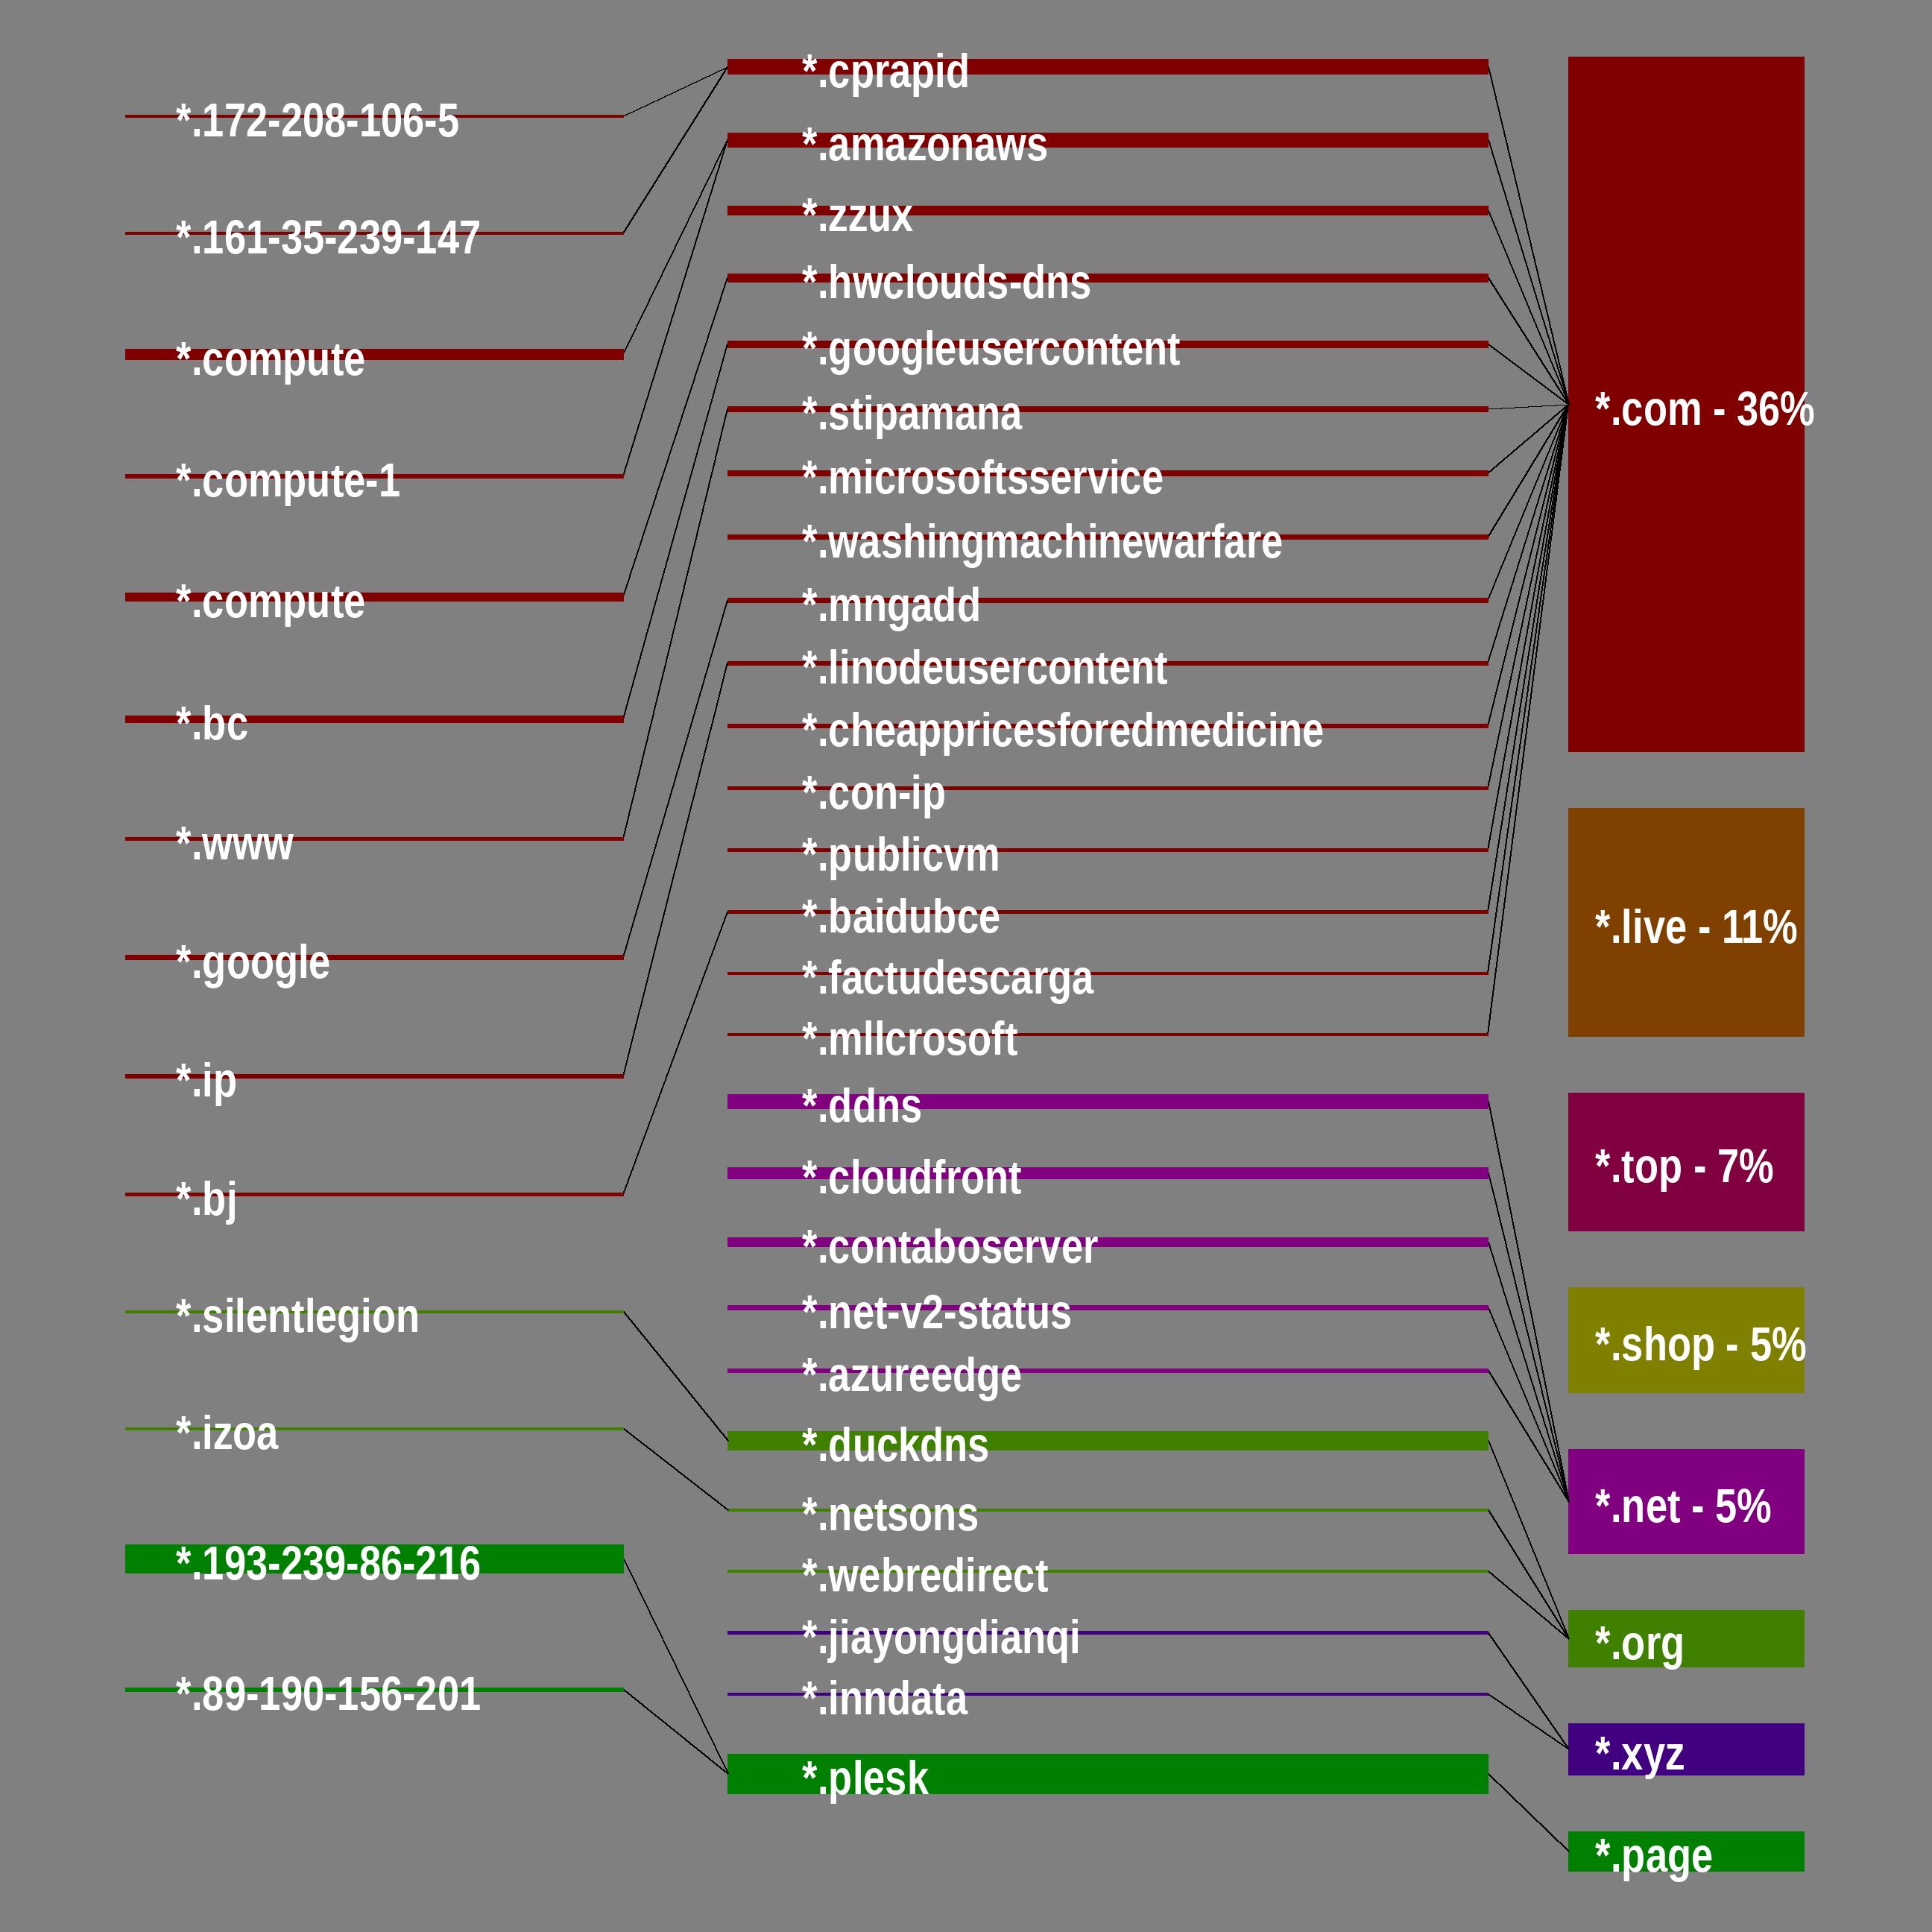 *.172-208-106-5
*.161-35-239-147
*.compute
*.compute-1
*.compute
*.bc
*.www
*.google
*.ip
*.bj
*.silentlegion
*.izoa
*.193-239-86-216
*.89-190-156-201
*.cprapid
*.amazonaws
*.zzux
*.hwclouds-dns
*.googleusercontent
*.stipamana
*.microsoftsservice
*.washingmachinewarfare
*.mngadd
*.linodeusercontent
*.cheappricesforedmedicine
*.con-ip
*.publicvm
*.baidubce
*.factudescarga
*.mllcrosoft
*.ddns
*.cloudfront
*.contaboserver
*.net-v2-status
*.azureedge
*.duckdns
*.netsons
*.webredirect
*.jiayongdianqi
*.inndata
*.plesk
*.com - 36%
*.live - 11%
*.top - 7%
*.shop - 5%
*.net - 5%
*.org
*.xyz
*.page